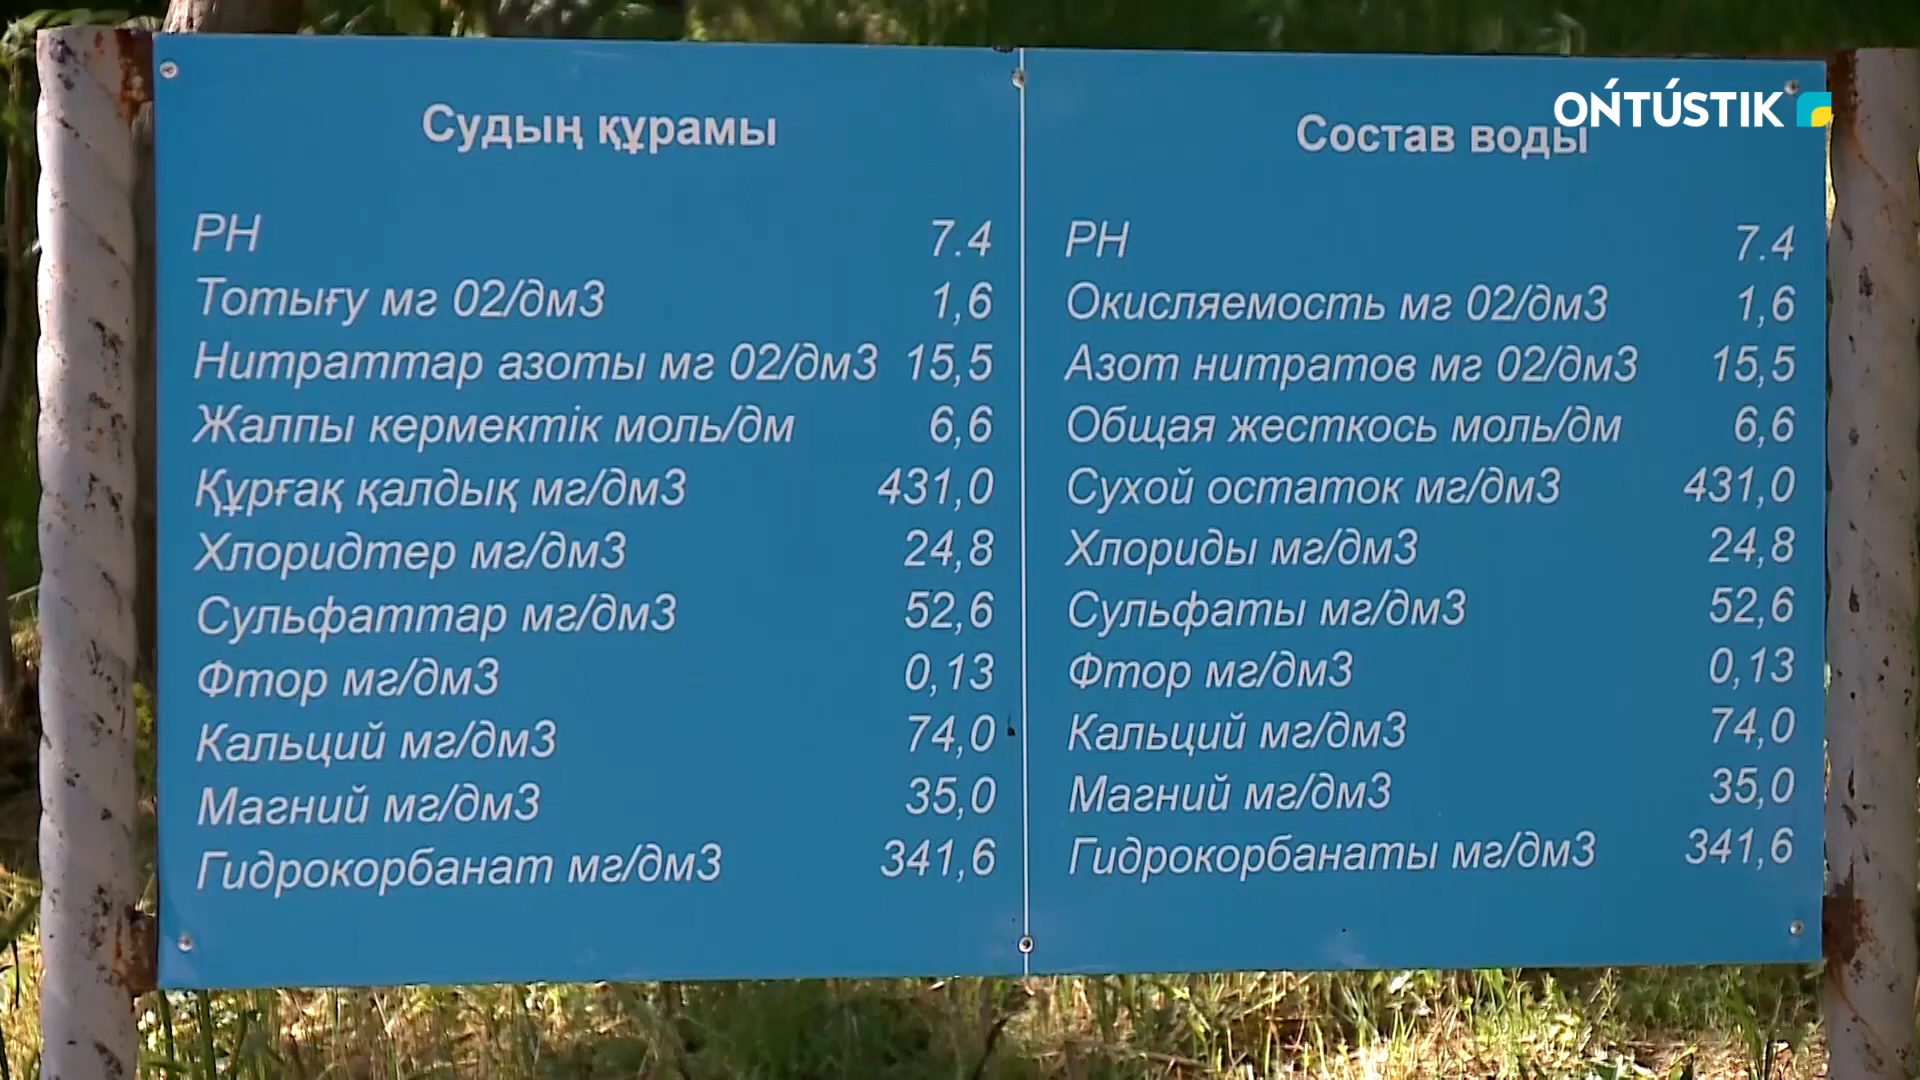 OŃTÚSTIK
Судың құрамы
РН 7.4
Тотығу мг 02/дм3 1,6
Нитраттар азоты мг 02/дм3 15,5
Жалпы кермектік моль/дм 6,6
Құрғақ қалдық мг/дм3 431,0
Хлоридтер мг/дм3 24,8
Сульфаттар мг/дм3 52,6
Фтор мг/дм3 0,13
Кальций мг/дм3 74,0
Магний мг/дм3 35,0
Гидрокорбанат мг/дм3 341,6
Состав воды
РН 7.4
Окисляемость мг 02/дм3 1,6
Азот нитратов мг 02/дм3 15,5
Общая жесткось моль/дм 6,6
Сухой остаток мг/дм3 431,0
Хлориды мг/дм3 24,8
Сульфаты мг/дм3 52,6
Фтор мг/дм3 0,13
Кальций мг/дм3 74,0
Магний мг/дм3 35,0
Гидрокорбанаты мг/дм3 341,6